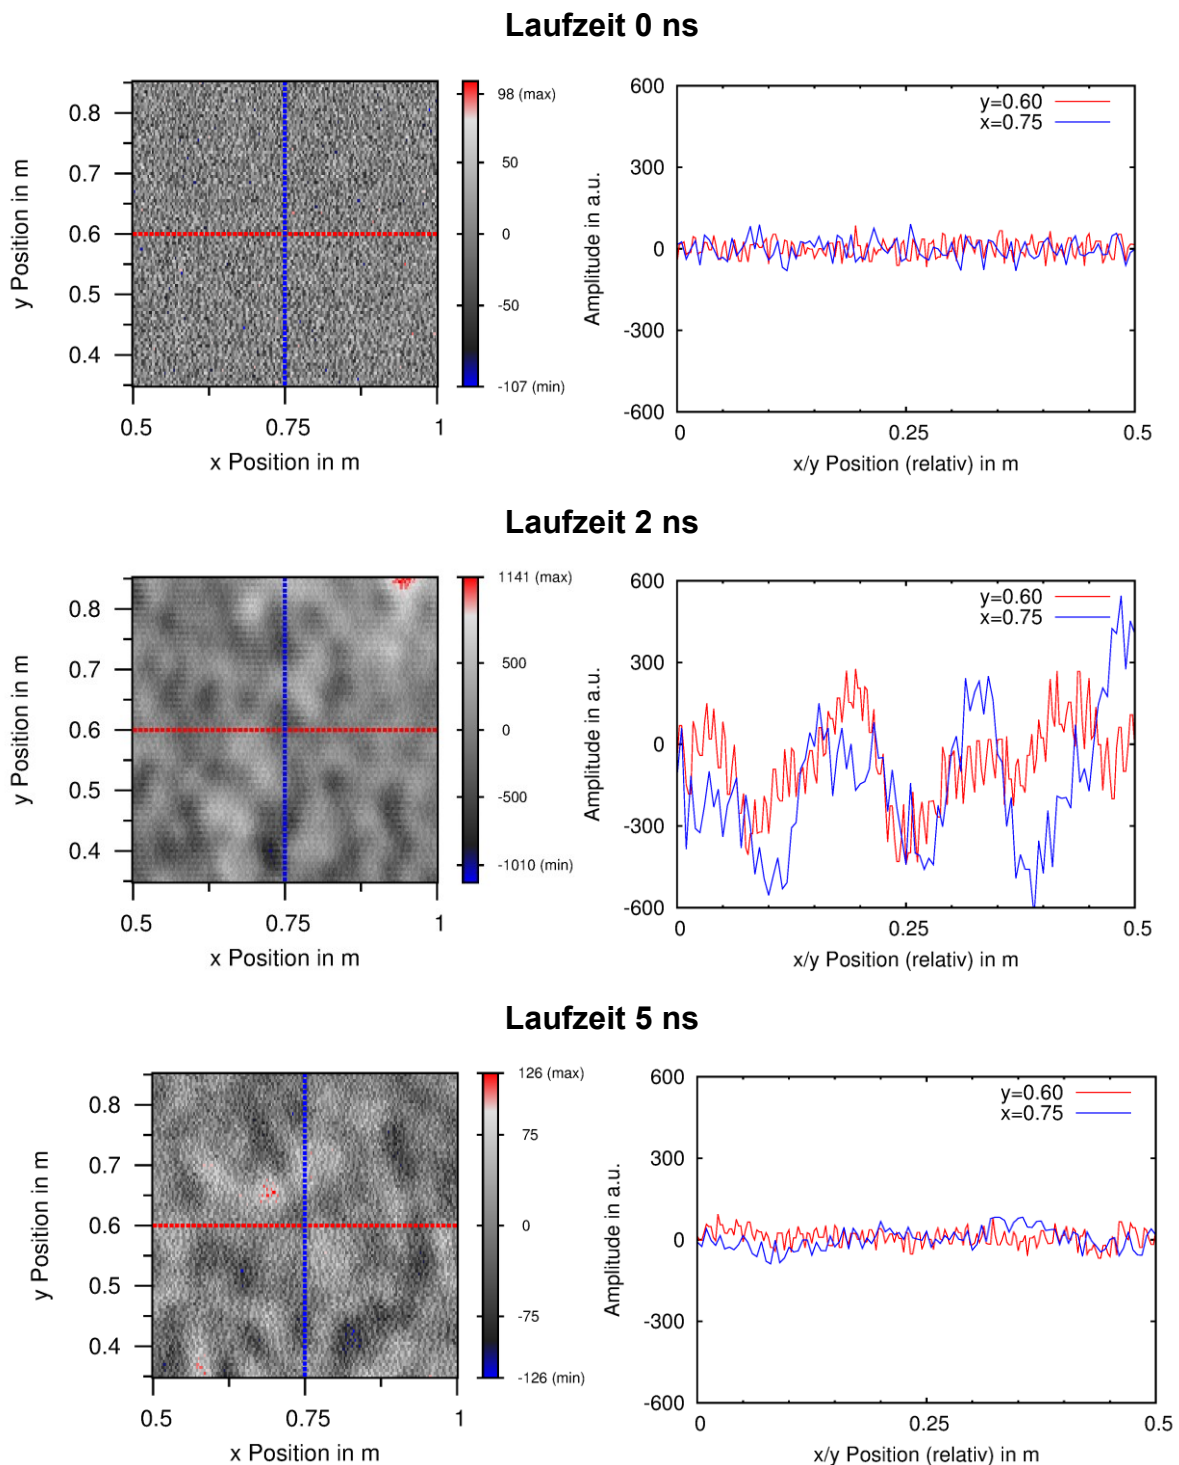 Laufzeit 0 ns
y Position in m
0.8
0.7
0.6
0.5
0.4
0.5
0.75
1
x Position in m
98 (max)
50
0
-50
-107 (min)
Amplitude in a.u.
600
300
0
-300
-600
y=0.60
x=0.75
0
0.25
0.5
x/y Position (relativ) in m
Laufzeit 2 ns
y Position in m
0.8
0.7
0.6
0.5
0.4
0.5
0.75
1
x Position in m
1141 (max)
500
0
-500
-1010 (min)
Amplitude in a.u.
600
300
0
-300
-600
y=0.60
x=0.75
0
0.25
0.5
x/y Position (relativ) in m
Laufzeit 5 ns
y Position in m
0.8
0.7
0.6
0.5
0.4
0.5
0.75
1
x Position in m
126 (max)
75
0
-75
-126 (min)
Amplitude in a.u.
600
300
0
-300
-600
y=0.60
x=0.75
0
0.25
0.5
x/y Position (relativ) in m